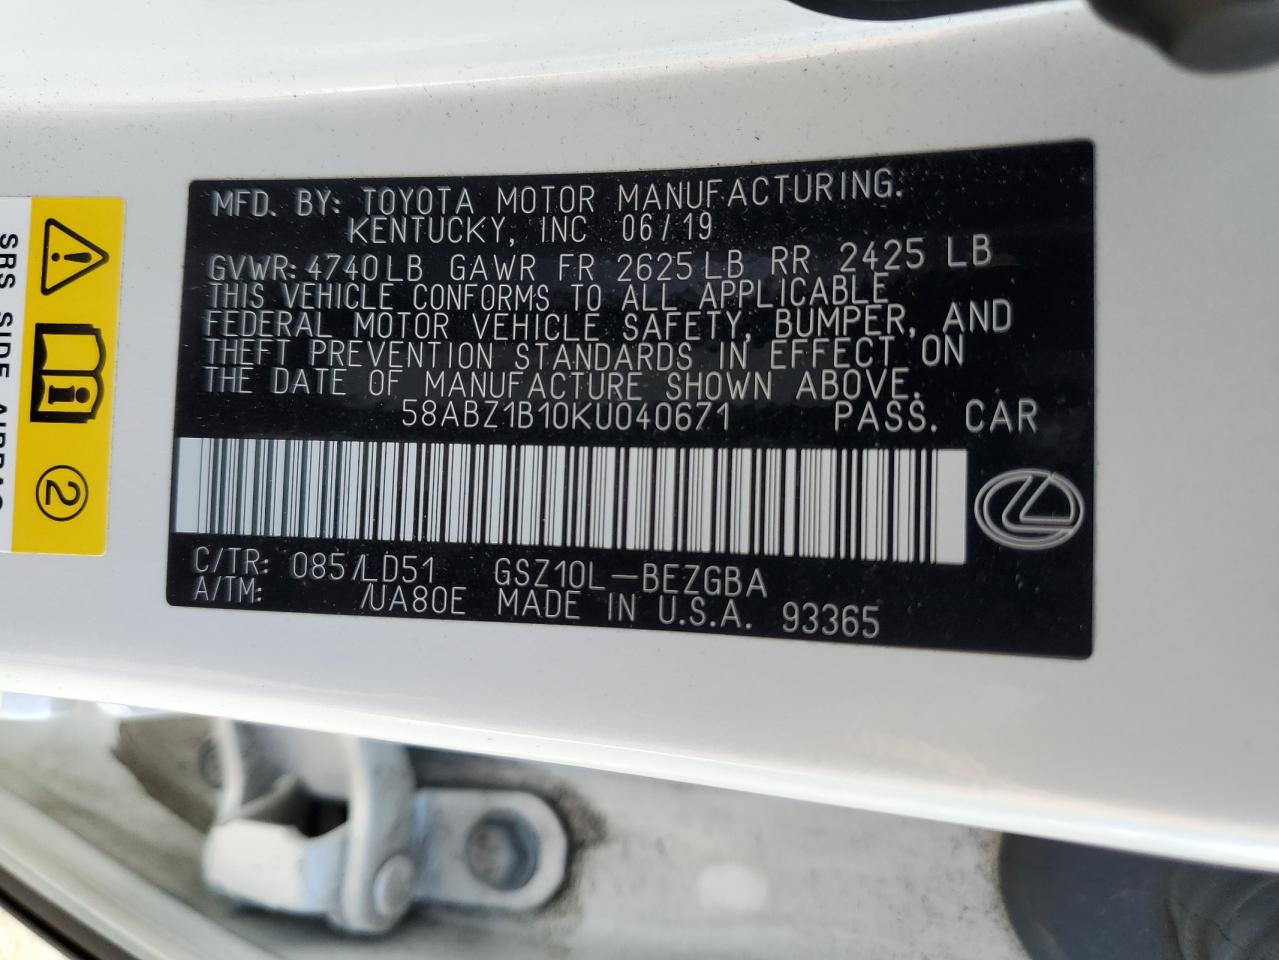 MFD. BY: TOYOTA MOTOR MANUFACTURING.
KENTUCKY, INC 06/19
GVWR: 4740LB GAWR FR 2625LB RR 2425 LB
THIS VEHICLE CONFORMS TO ALL APPLICABLE
FEDERAL MOTOR VEHICLE SAFETY, BUMPER, AND
THEFT PREVENTION STANDARDS IN EFFECT ON
THE DATE OF MANUFACTURE SHOWN ABOVE.
58ABZ1B10KU040671 PASS. CAR
C/TR: 085/LD51 GSZ10L-BEZGBA
A/TM: /UA80E MADE IN U.S.A. 93365
SRS SIDE
2